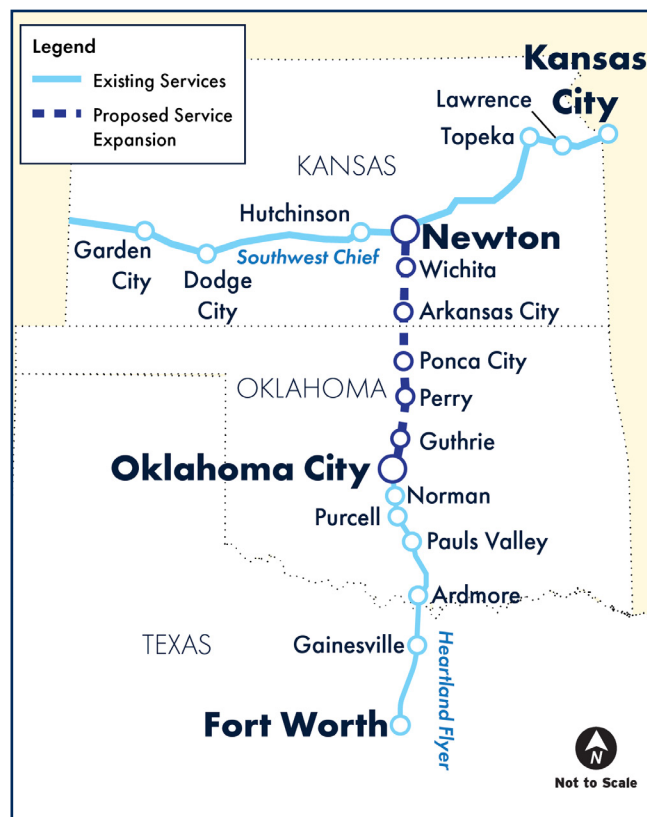 Legend
Existing Services
Proposed Service
Expansion
Kansas
City
Lawrence
Topeka
KANSAS
Hutchinson
Newton
Garden
City
Southwest Chief
Dodge
City
Wichita
Arkansas City
Ponca City
OKLAHOMA
Perry
Guthrie
Oklahoma City
Norman
Purcell
Pauls Valley
Ardmore
TEXAS
Gainesville
Heartland Flyer
Fort Worth
N
Not to Scale